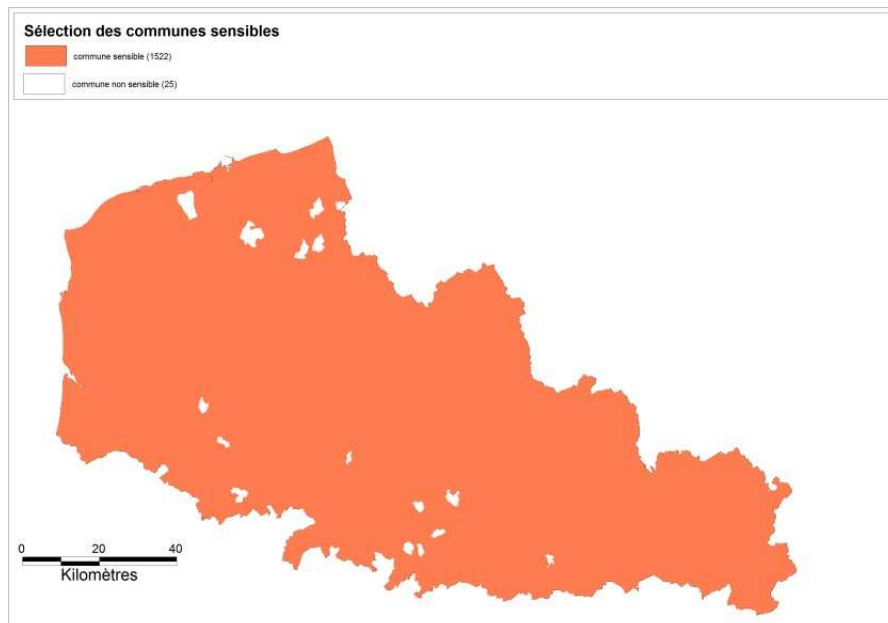 Sélection des communes sensibles
commune sensible (1522)
commune non sensible (25)
0 20 40
Kilomètres